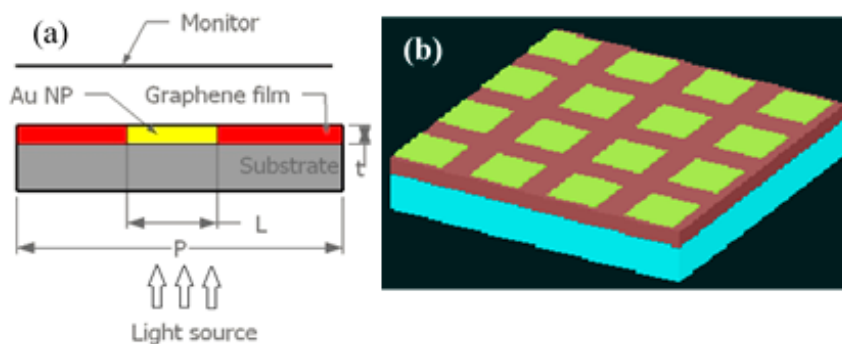 (a)
Monitor
Au NP
Graphene film
Substrate
t
L
P
Light source
(b)